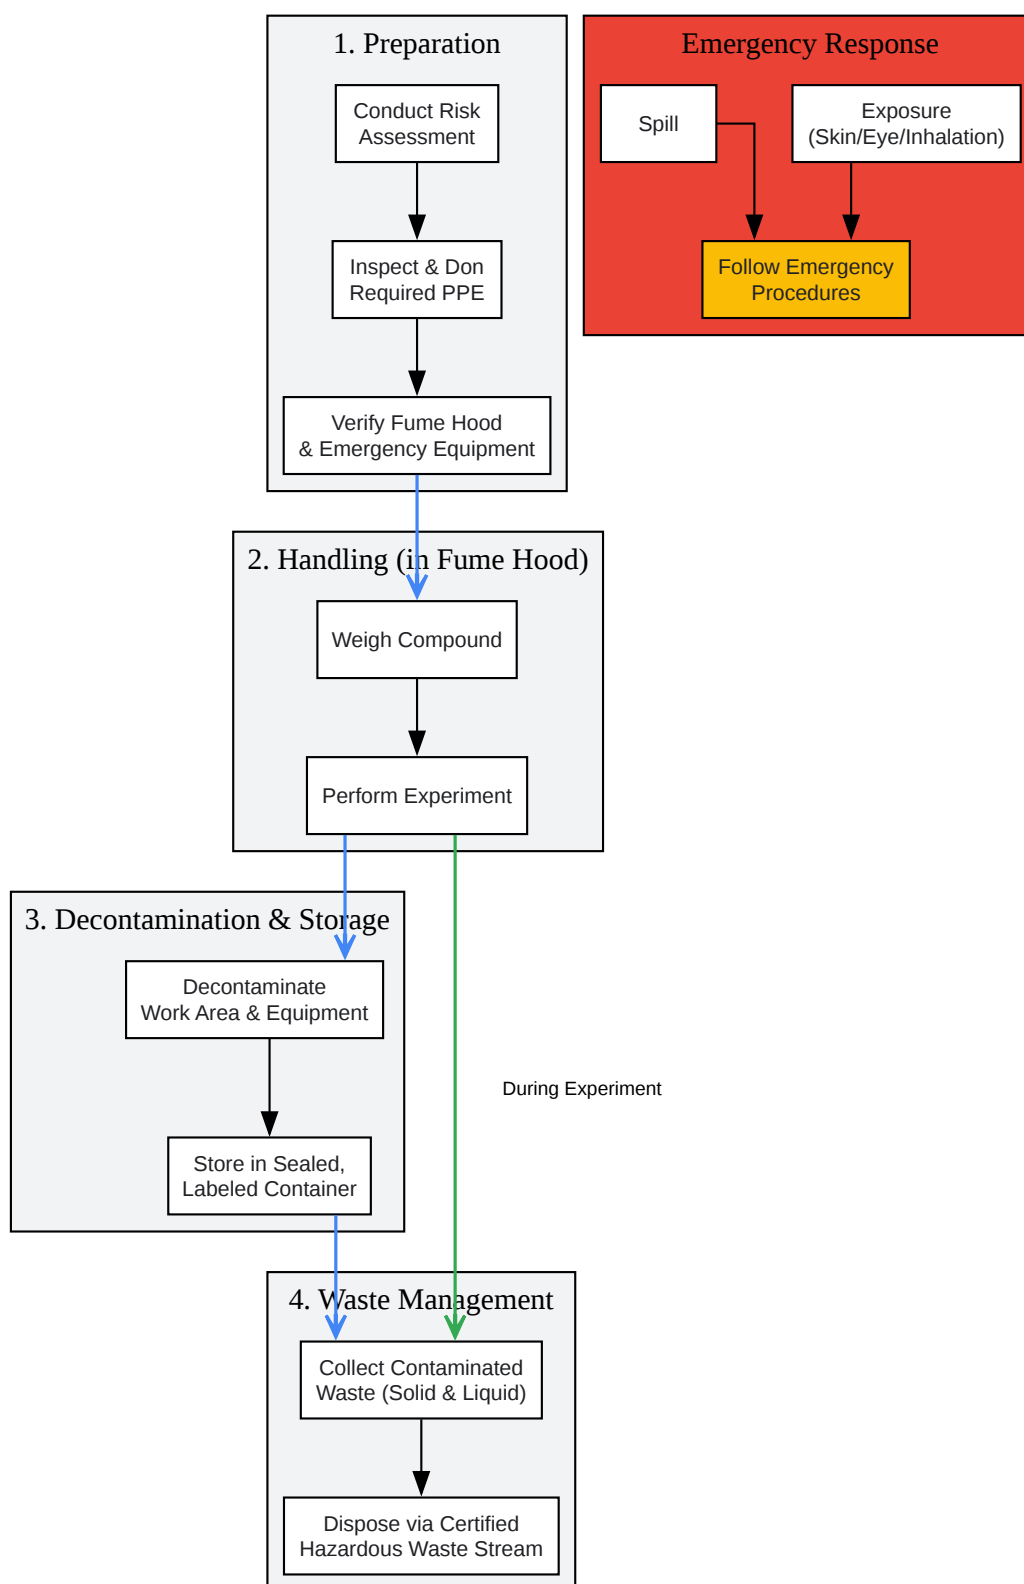 1. Preparation
Conduct Risk
Assessment
Inspect & Don
Required PPE
Verify Fume Hood
& Emergency Equipment
Emergency Response
Spill
Exposure
(Skin/Eye/Inhalation)
Follow Emergency
Procedures
2. Handling (in Fume Hood)
Weigh Compound
Perform Experiment
3. Decontamination & Storage
Decontaminate
Work Area & Equipment
Store in Sealed,
Labeled Container
During Experiment
4. Waste Management
Collect Contaminated
Waste (Solid & Liquid)
Dispose via Certified
Hazardous Waste Stream